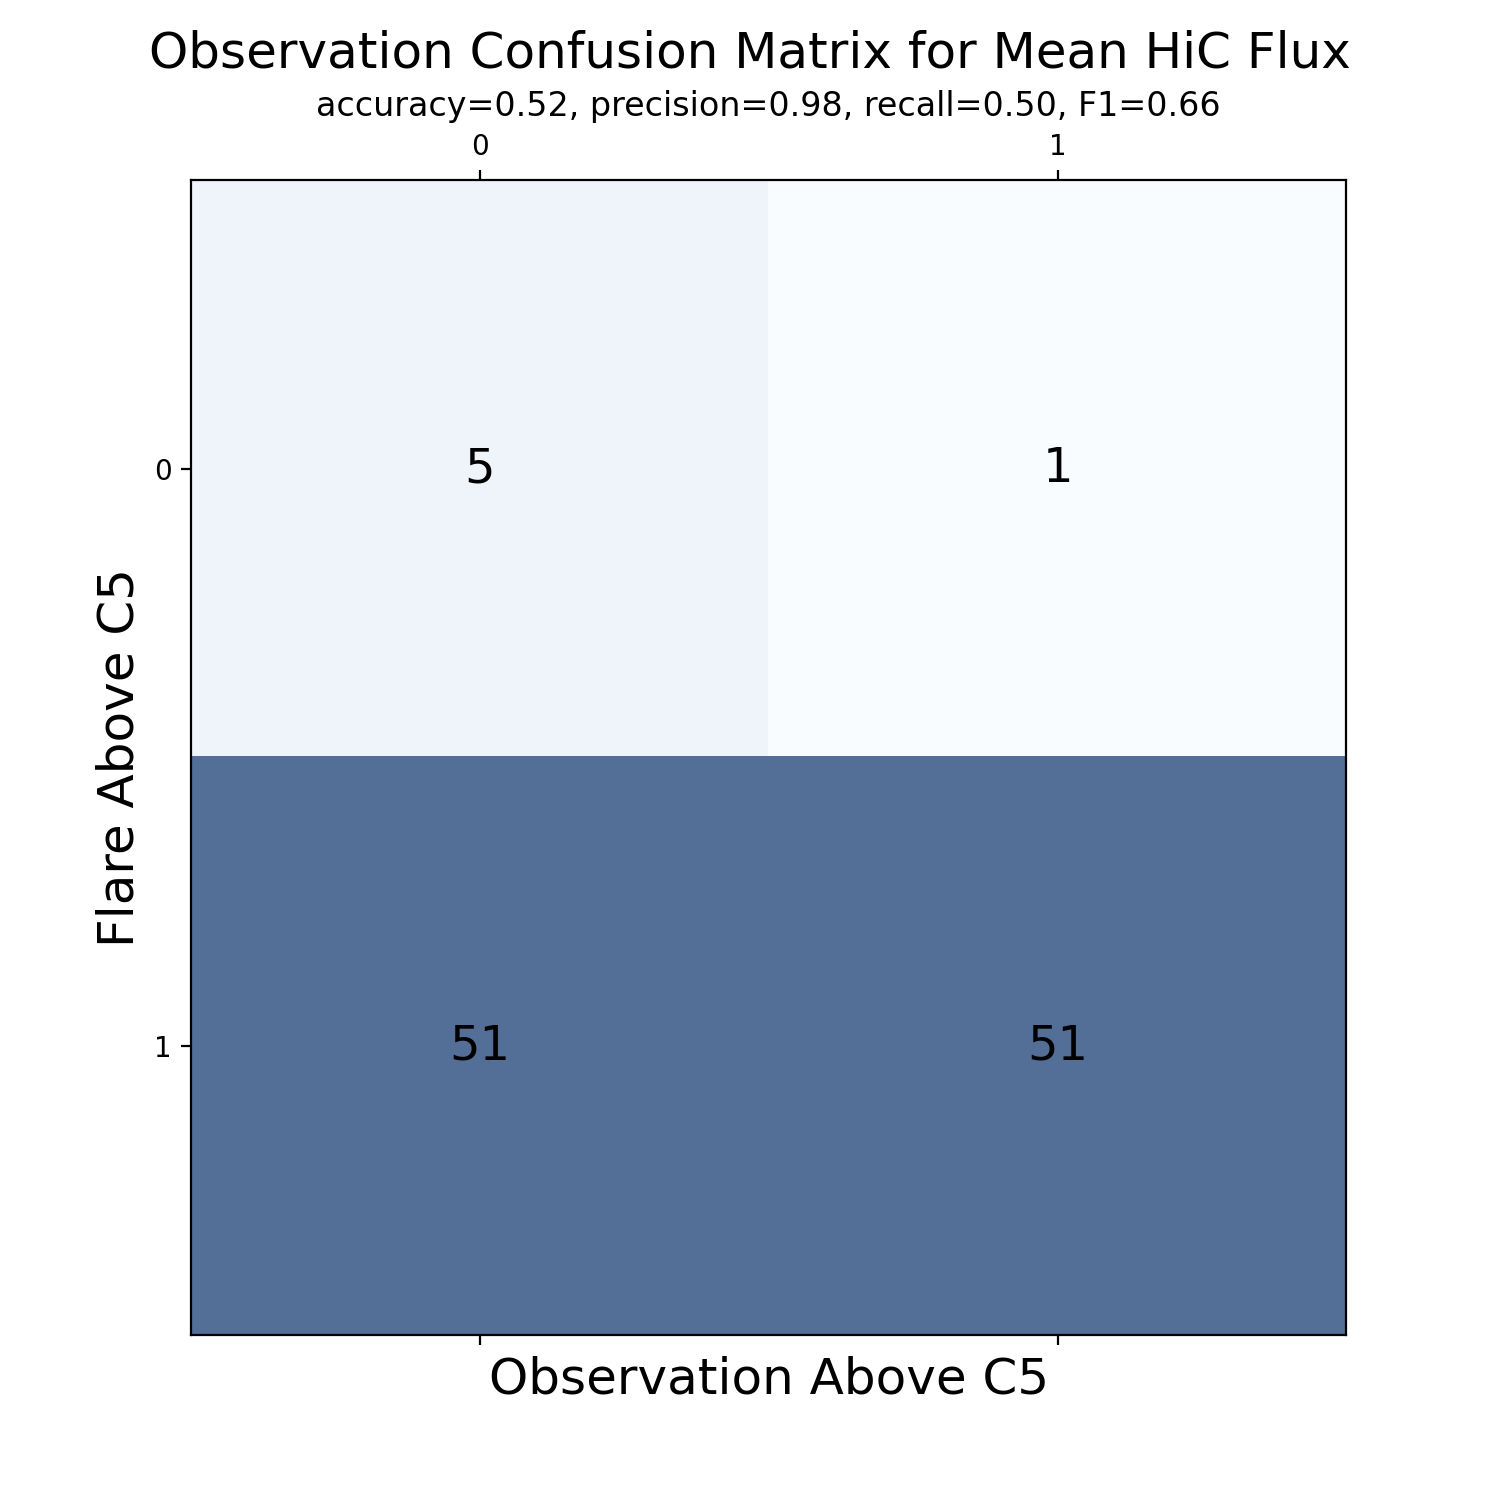 Observation Confusion Matrix for Mean HiC Flux
accuracy=0.52, precision=0.98, recall=0.50, F1=0.66
0 1
0
5 1
Flare Above C5
1
51 51
Observation Above C5